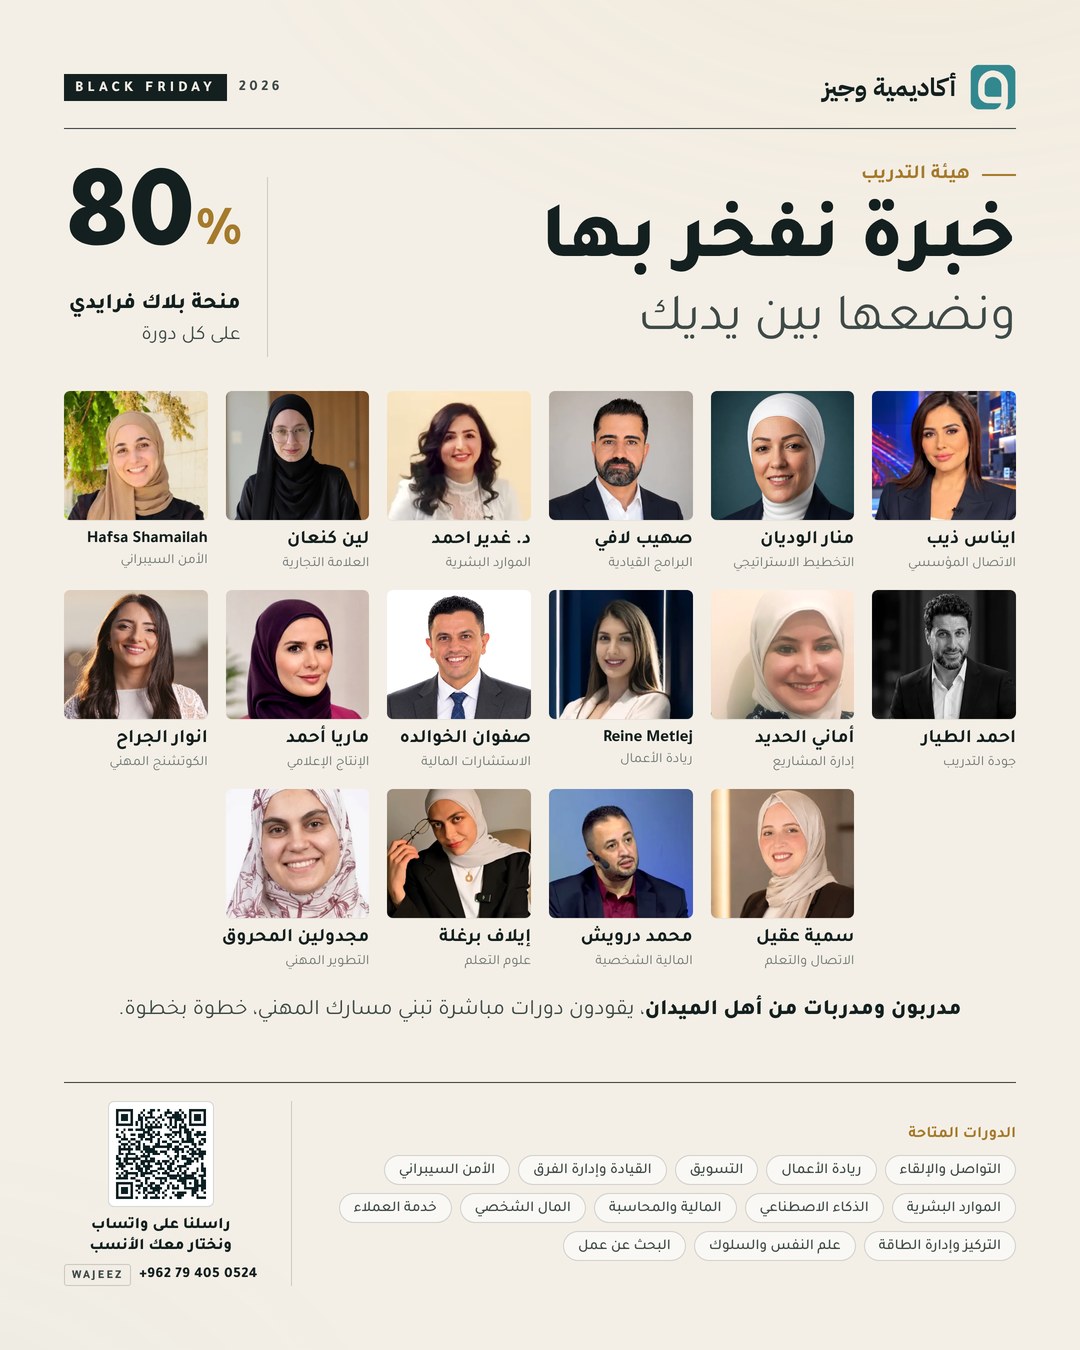 أكاديمية وجيز
BLACK FRIDAY 2026
هيئة التدريب
خبرة نفخر بها
ونضعها بين يديك
80%
منحة بلاك فرايدي
على كل دورة
ايناس ذيب
الاتصال المؤسسي
منار الوديان
التخطيط الاستراتيجي
صهيب لافي
البرامج القيادية
د. غدير احمد
الموارد البشرية
لين كنعان
العلامة التجارية
Hafsa Shamailah
الأمن السيبراني
احمد الطيار
جودة التدريب
أماني الحديد
إدارة المشاريع
Reine Metlej
ريادة الأعمال
صفوان الخوالده
الاستشارات المالية
ماريا أحمد
الإنتاج الإعلامي
انوار الجراح
الكوتشنج المهني
سمية عقيل
الاتصال والتعلم
محمد درويش
المالية الشخصية
إيلاف برغلة
علوم التعلم
مجدولين المحروق
التطوير المهني
مدربون ومدربات من أهل الميدان، يقودون دورات مباشرة تبني مسارك المهني، خطوة بخطوة.
الدورات المتاحة
التواصل والإلقاء
ريادة الأعمال
التسويق
القيادة وإدارة الفرق
الأمن السيبراني
الموارد البشرية
الذكاء الاصطناعي
المالية والمحاسبة
المال الشخصي
خدمة العملاء
التركيز وإدارة الطاقة
علم النفس والسلوك
البحث عن عمل
راسلنا على واتساب
ونختار معك الأنسب
WAJEEZ +962 79 405 0524